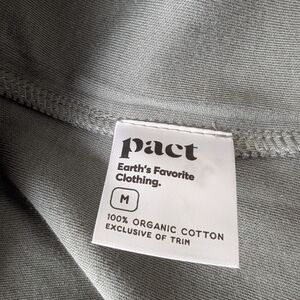 pact
Earth's Favorite
Clothing.
M
100% ORGANIC COTTON
EXCLUSIVE OF TRIM